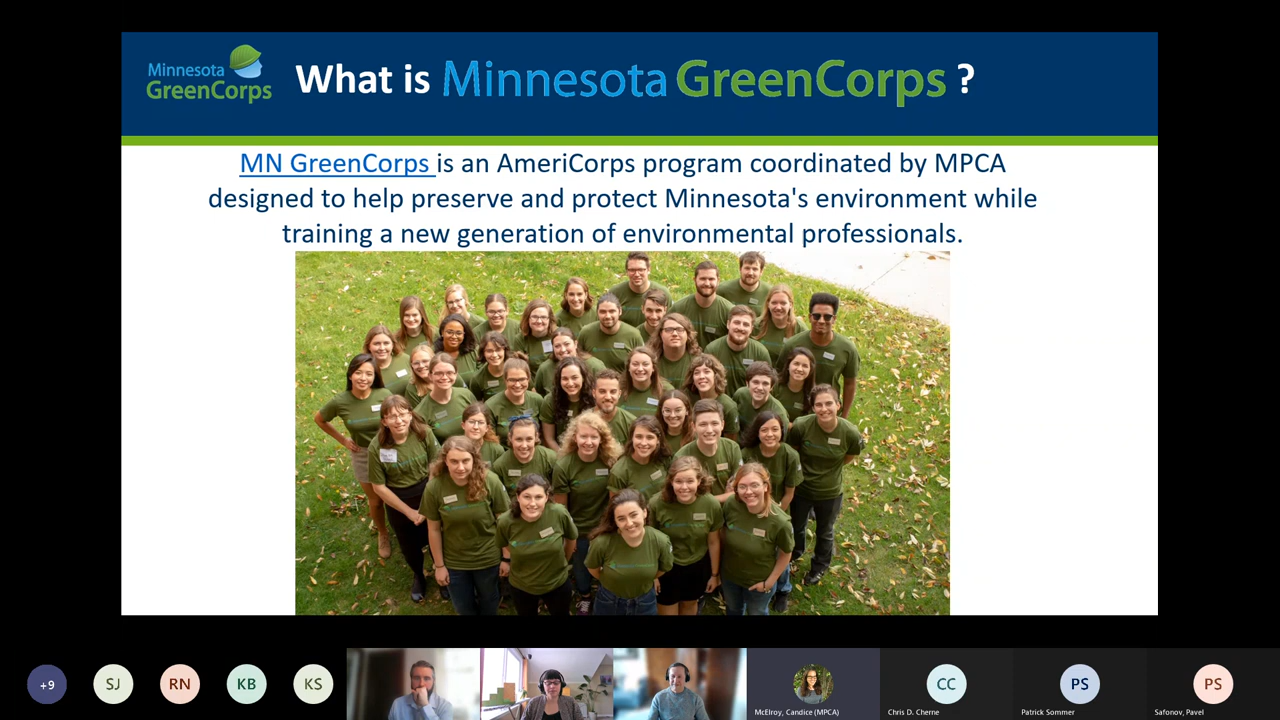 Minnesota
GreenCorps
What is Minnesota GreenCorps ?
MN GreenCorps is an AmeriCorps program coordinated by MPCA
designed to help preserve and protect Minnesota's environment while
training a new generation of environmental professionals.
+9
SJ
RN
KB
KS
CC
PS
PS
McElroy, Candice (MPCA)
Chris D. Cherne
Patrick Sommer
Safonov, Pavel